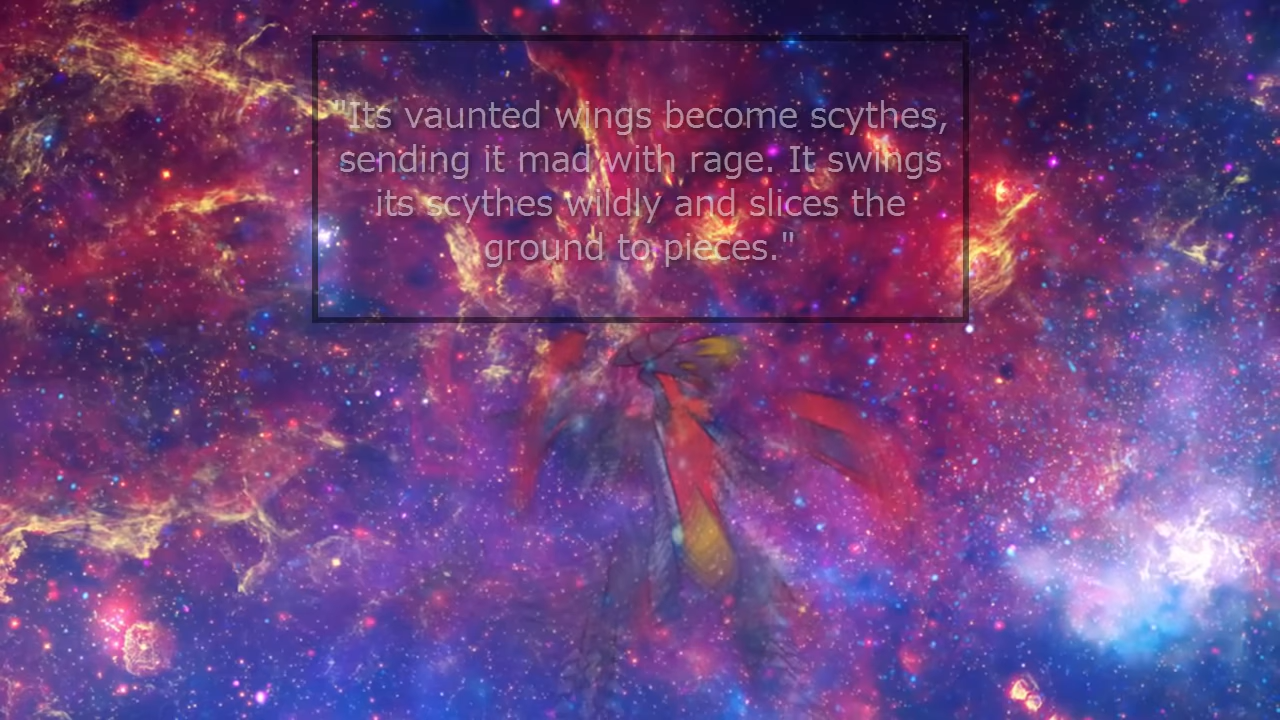 "Its vaunted wings become scythes,
sending it mad with rage. It swings
its scythes wildly and slices the
ground to pieces."